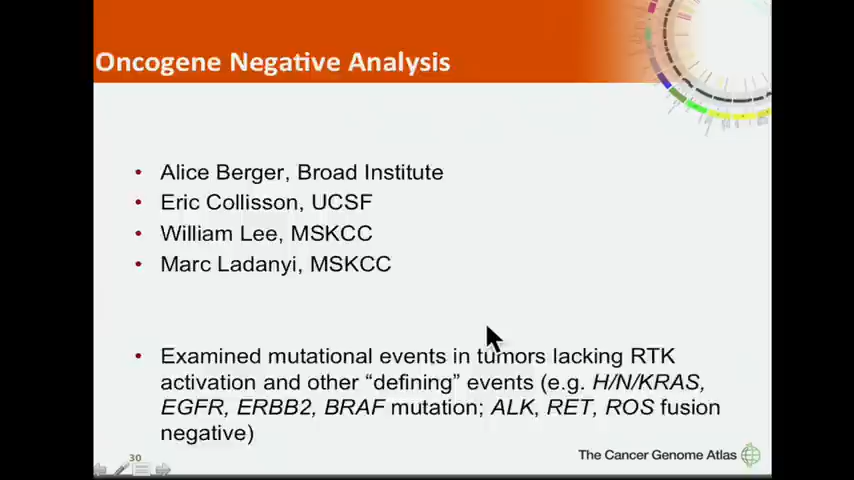 Oncogene Negative Analysis
• Alice Berger, Broad Institute
• Eric Collisson, UCSF
• William Lee, MSKCC
• Marc Ladanyi, MSKCC
• Examined mutational events in tumors lacking RTK
activation and other “defining” events (e.g. H/N/KRAS,
EGFR, ERBB2, BRAF mutation; ALK, RET, ROS fusion
negative)
30
The Cancer Genome Atlas